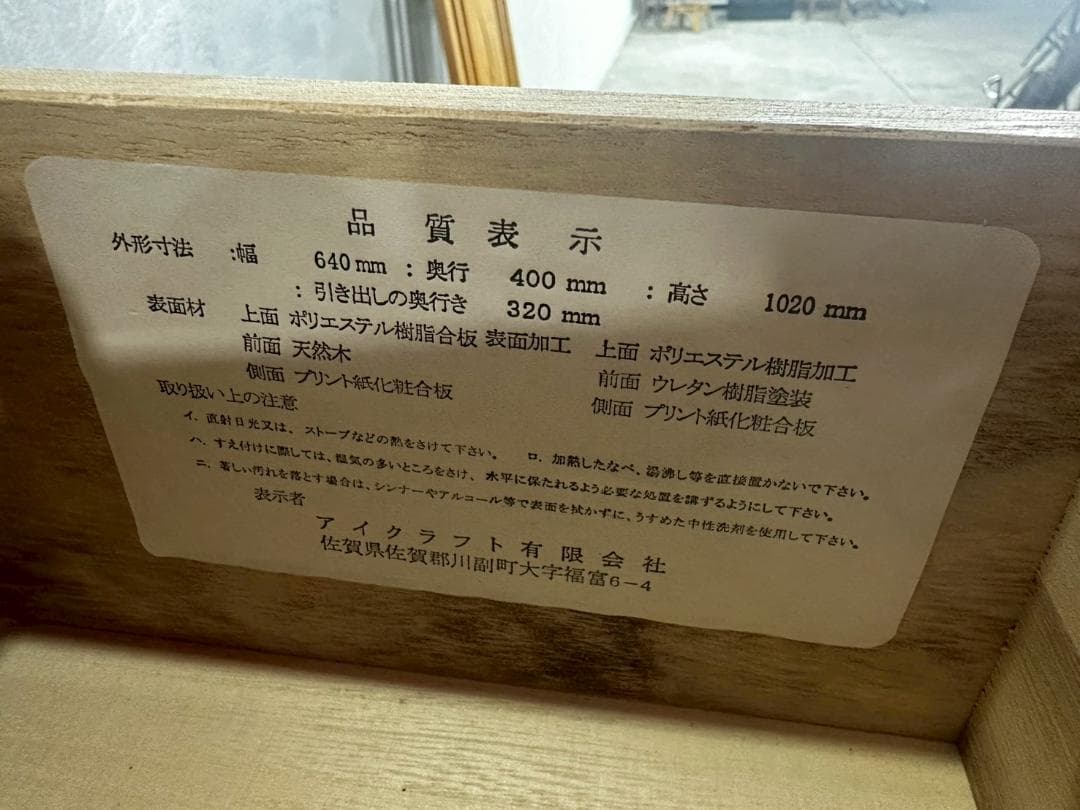 品質表示
外形寸法 :幅 640mm : 奥行 400mm : 高さ 1020mm
: 引き出しの奥行き 320mm
表面材 上面 ポリエステル樹脂合板 表面加工 上面 ポリエステル樹脂加工
前面 天然木 前面 ウレタン樹脂塗装
側面 プリント紙化粧合板 側面 プリント紙化粧合板
取り扱い上の注意
イ. 直射日光又は、ストーブなどの熱をさけて下さい。 ロ. 加熱したなべ、湯沸し等を直接置かないで下さい。
ハ. すえ付けに際しては、湿気の多いところをさけ、水平に保たれるよう必要な処置を講ずるようにして下さい。
ニ. 著しい汚れを落とす場合は、シンナーやアルコール等で表面を拭かずに、うすめた中性洗剤を使用して下さい。
表示者
アイクラフト有限会社
佐賀県佐賀郡川副町大字福富6-4